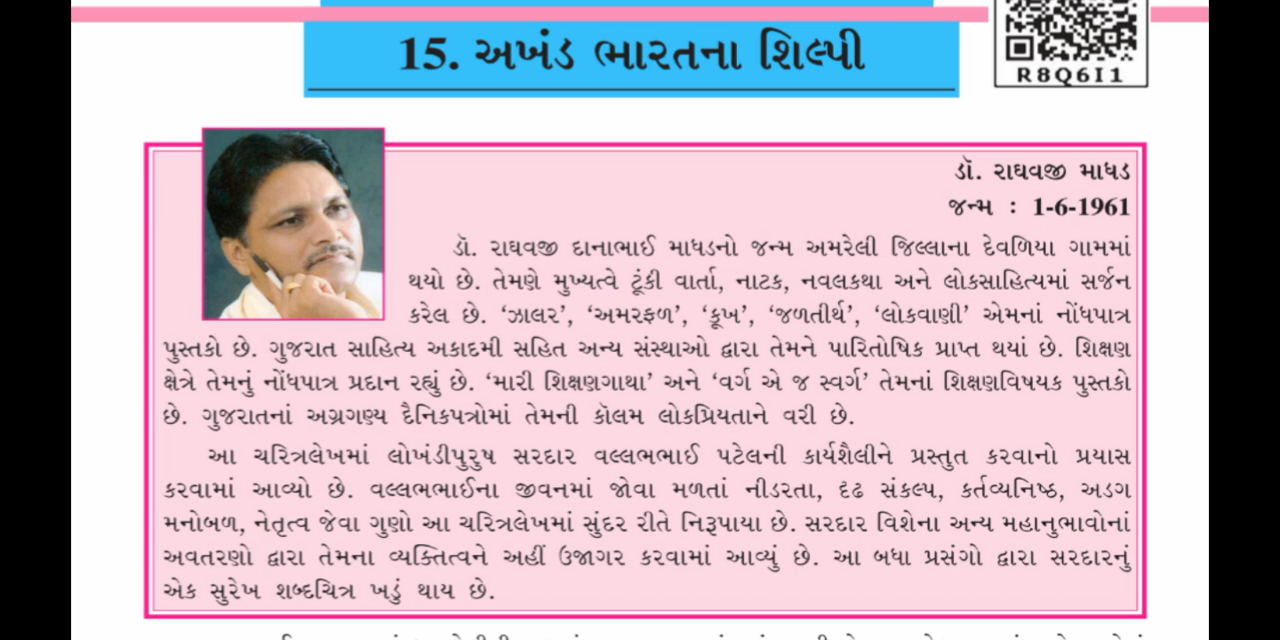 15. અખંડ ભારતના શિલ્પી
R8Q6I1
ડૉ. રાઘવજી માધડ
જન્મ : 1-6-1961
ડૉ. રાઘવજી દાનાભાઈ માધડનો જન્મ અમરેલી જિલ્લાના દેવળિયા ગામમાં
થયો છે. તેમણે મુખ્યત્વે ટૂંકી વાર્તા, નાટક, નવલકથા અને લોકસાહિત્યમાં સર્જન
કરેલ છે. ‘ઝાલર’, ‘અમરફળ’, ‘કૂખ’, ‘જળતીર્થ’, ‘લોકવાણી’ એમનાં નોંધપાત્ર
પુસ્તકો છે. ગુજરાત સાહિત્ય અકાદમી સહિત અન્ય સંસ્થાઓ દ્વારા તેમને પારિતોષિક પ્રાપ્ત થયાં છે. શિક્ષણ
ક્ષેત્રે તેમનું નોંધપાત્ર પ્રદાન રહ્યું છે. ‘મારી શિક્ષણગાથા’ અને ‘વર્ગ એ જ સ્વર્ગ’ તેમનાં શિક્ષણવિષયક પુસ્તકો
છે. ગુજરાતનાં અગ્રગણ્ય દૈનિકપત્રોમાં તેમની કૉલમ લોકપ્રિયતાને વરી છે.
આ ચરિત્રલેખમાં લોખંડીપુરુષ સરદાર વલ્લભભાઈ પટેલની કાર્યશૈલીને પ્રસ્તુત કરવાનો પ્રયાસ
કરવામાં આવ્યો છે. વલ્લભભાઈના જીવનમાં જોવા મળતાં નીડરતા, દૃઢ સંકલ્પ, કર્તવ્યનિષ્ઠ, અડગ
મનોબળ, નેતૃત્વ જેવા ગુણો આ ચરિત્રલેખમાં સુંદર રીતે નિરૂપાયા છે. સરદાર વિશેના અન્ય મહાનુભાવોનાં
અવતરણો દ્વારા તેમના વ્યક્તિત્વને અહીં ઉજાગર કરવામાં આવ્યું છે. આ બધા પ્રસંગો દ્વારા સરદારનું
એક સુરેખ શબ્દચિત્ર ખડું થાય છે.